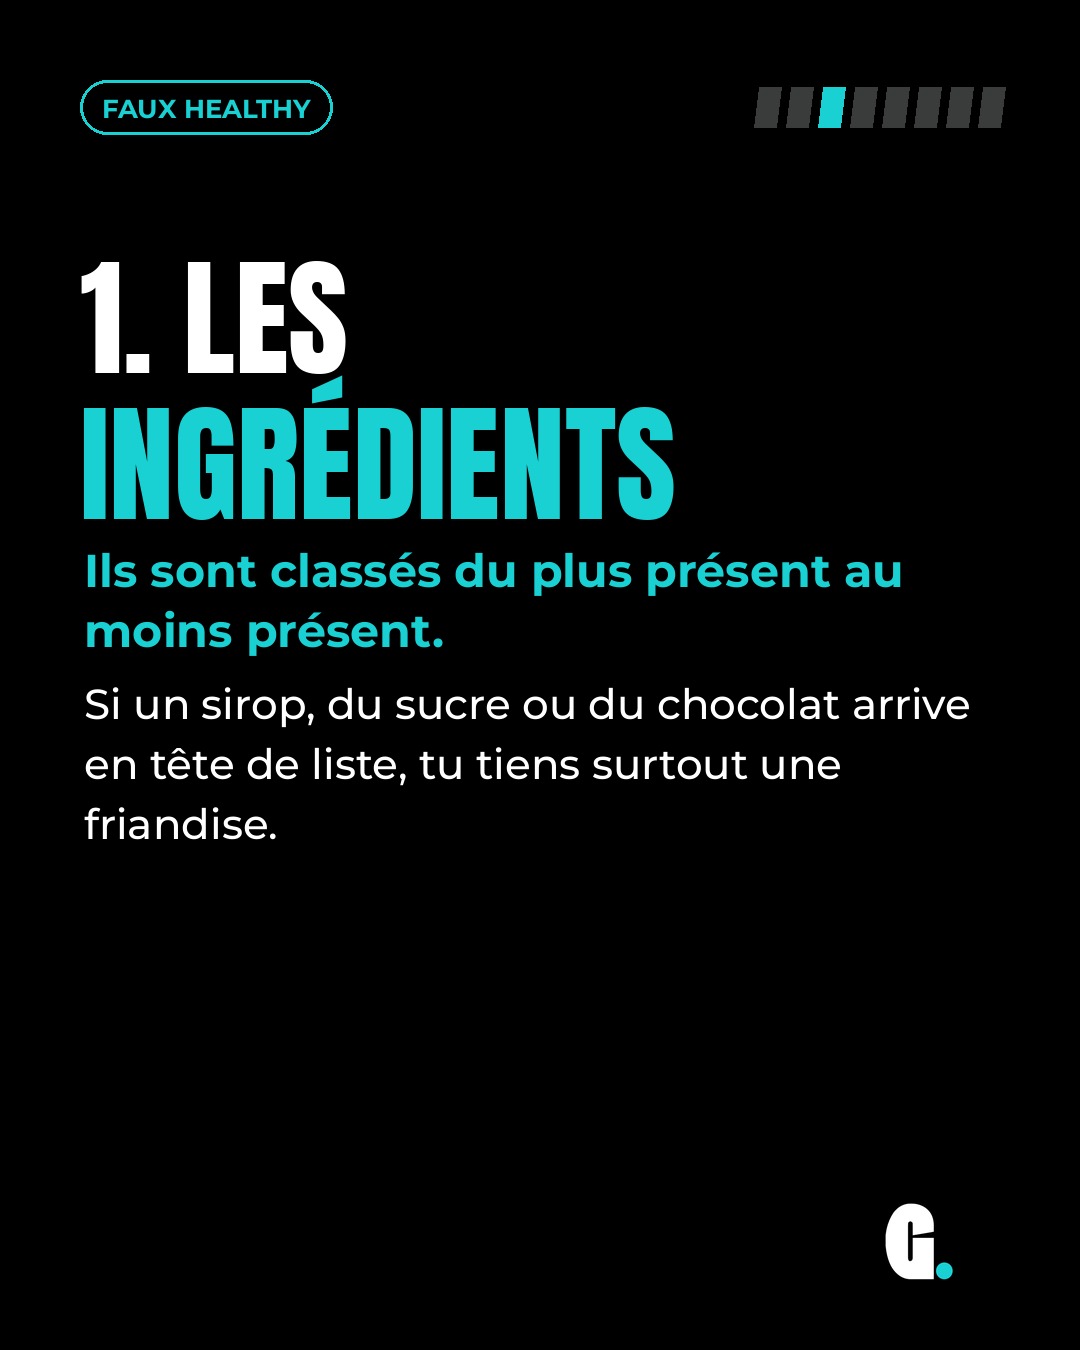 FAUX HEALTHY
1. LES
INGRÉDIENTS
Ils sont classés du plus présent au
moins présent.
Si un sirop, du sucre ou du chocolat arrive
en tête de liste, tu tiens surtout une
friandise.
G.